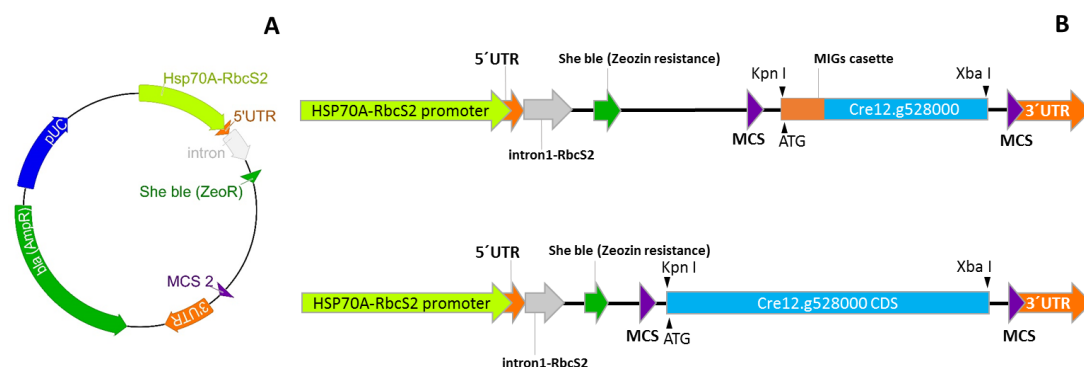 A
Hsp70A-RbcS2
5'UTR
intron
She ble (ZeoR)
MCS 2
3'UTR
bla (AmpR)
pUC
B
5´UTR
She ble (Zeozin resistance)
MIGs casette
Kpn I
Xba I
HSP70A-RbcS2 promoter
Cre12.g528000
3´UTR
MCS
ATG
MCS
intron1-RbcS2
5´UTR
She ble (Zeozin resistance)
Kpn I
Xba I
HSP70A-RbcS2 promoter
Cre12.g528000 CDS
3´UTR
MCS
ATG
MCS
intron1-RbcS2